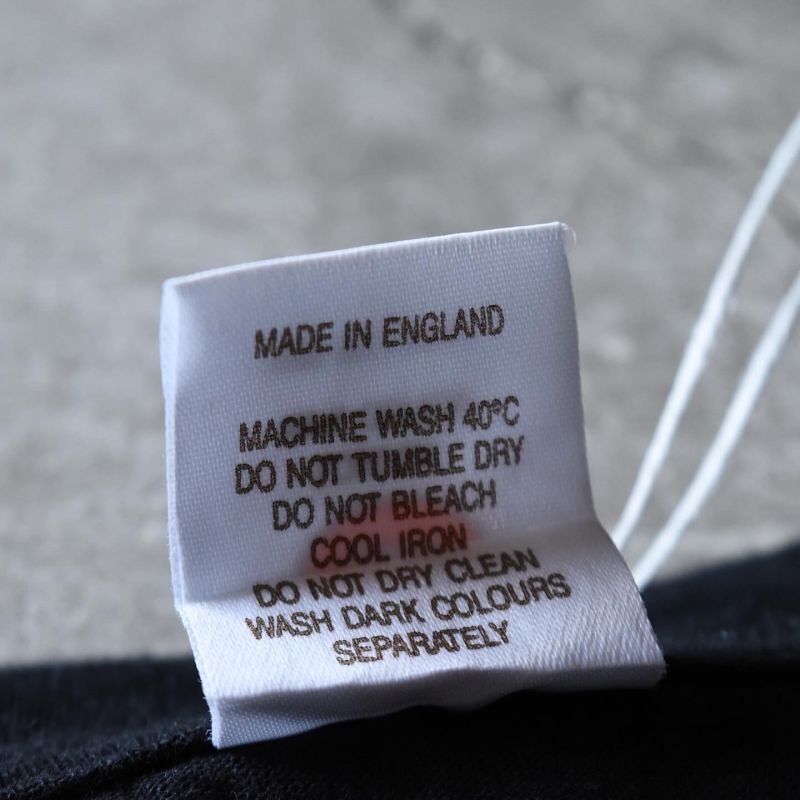 MADE IN ENGLAND
MACHINE WASH 40°C
DO NOT TUMBLE DRY
DO NOT BLEACH
COOL IRON
DO NOT DRY CLEAN
WASH DARK COLOURS
SEPARATELY